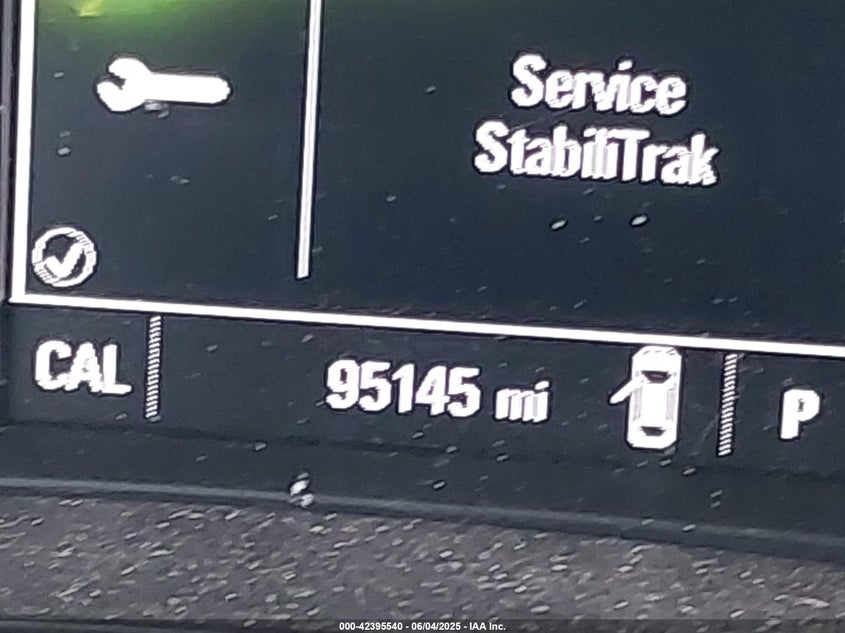 Service
StabiliTrak
CAL
95145 mi
P
000-42395540 - 06/04/2025 - IAA Inc.